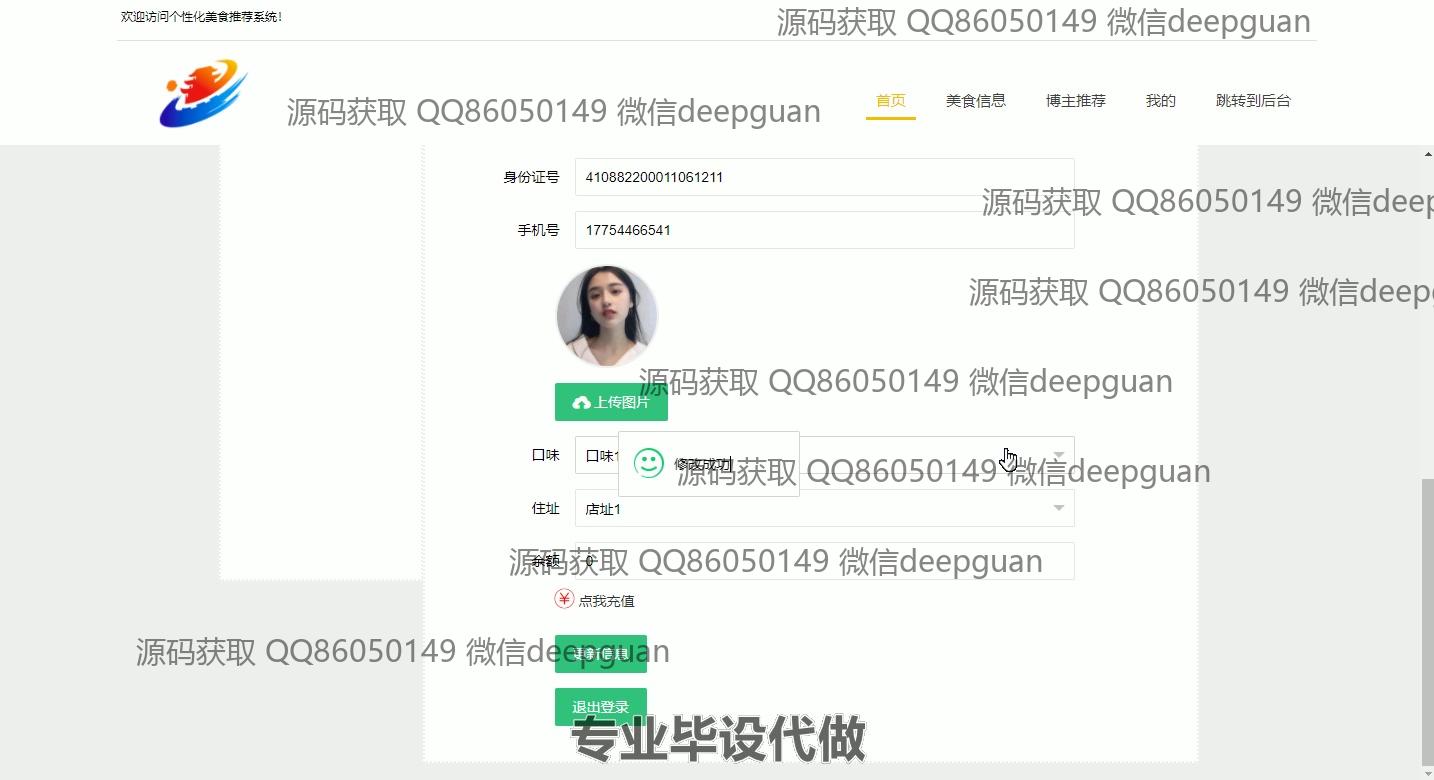 欢迎访问个性化美食推荐系统！
源码获取 QQ86050149 微信deepguan
源码获取 QQ86050149 微信deepguan
首页 美食信息 博主推荐 我的 跳转到后台
身份证号 410882200011061211
源码获取 QQ86050149 微信deep
手机号 17754466541
源码获取 QQ86050149 微信deep
源码获取 QQ86050149 微信deepguan
上传图片
口味 口味1
修改成功
源码获取 QQ86050149 微信deepguan
住址 店址1
余额 0
源码获取 QQ86050149 微信deepguan
¥ 点我充值
源码获取 QQ86050149 微信deepguan
更新信息
退出登录
专业毕设代做